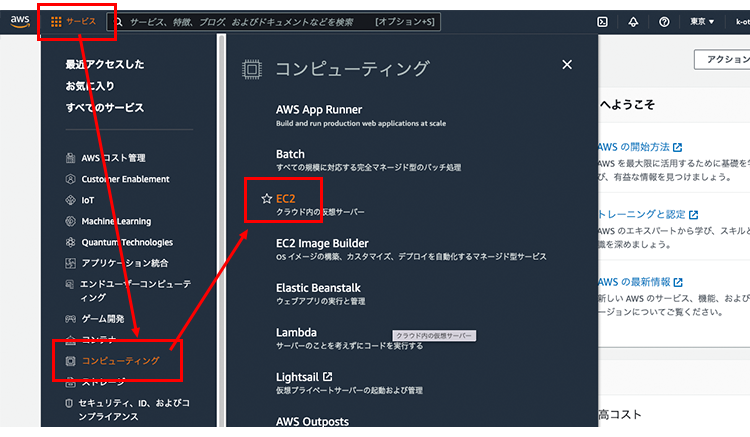 aws
サービス
サービス、特徴、ブログ、およびドキュメントなどを検索
[オプション+S]
東京 ▼
k-ot
最近アクセスした
お気に入り
すべてのサービス
AWS コスト管理
Customer Enablement
IoT
Machine Learning
Quantum Technologies
アプリケーション統合
エンドユーザーコンピューテ
ィング
ゲーム開発
コンテナ
コンピューティング
ストレージ
セキュリティ、ID、およびコ
ンプライアンス
コンピューティング
AWS App Runner
Build and run production web applications at scale
Batch
すべての規模に対応する完全マネージド型のバッチ処理
EC2
クラウド内の仮想サーバー
EC2 Image Builder
OS イメージの構築、カスタマイズ、デプロイを自動化するマネージド型サービス
Elastic Beanstalk
ウェブアプリの実行と管理
Lambda
サーバーのことを考えずにコードを実行する
クラウド内の仮想サーバー
Lightsail
仮想プライベートサーバーの起動および管理
AWS Outposts
アクション
へようこそ
AWS の開始方法
AWS を最大限に活用するために基礎を学
び、有益な情報を見つけましょう。
トレーニングと認定
AWS のエキスパートから学び、スキルと
識を深めましょう。
AWS の最新情報
新しい AWS のサービス、機能、および
ージョンについてご覧ください。
高コスト